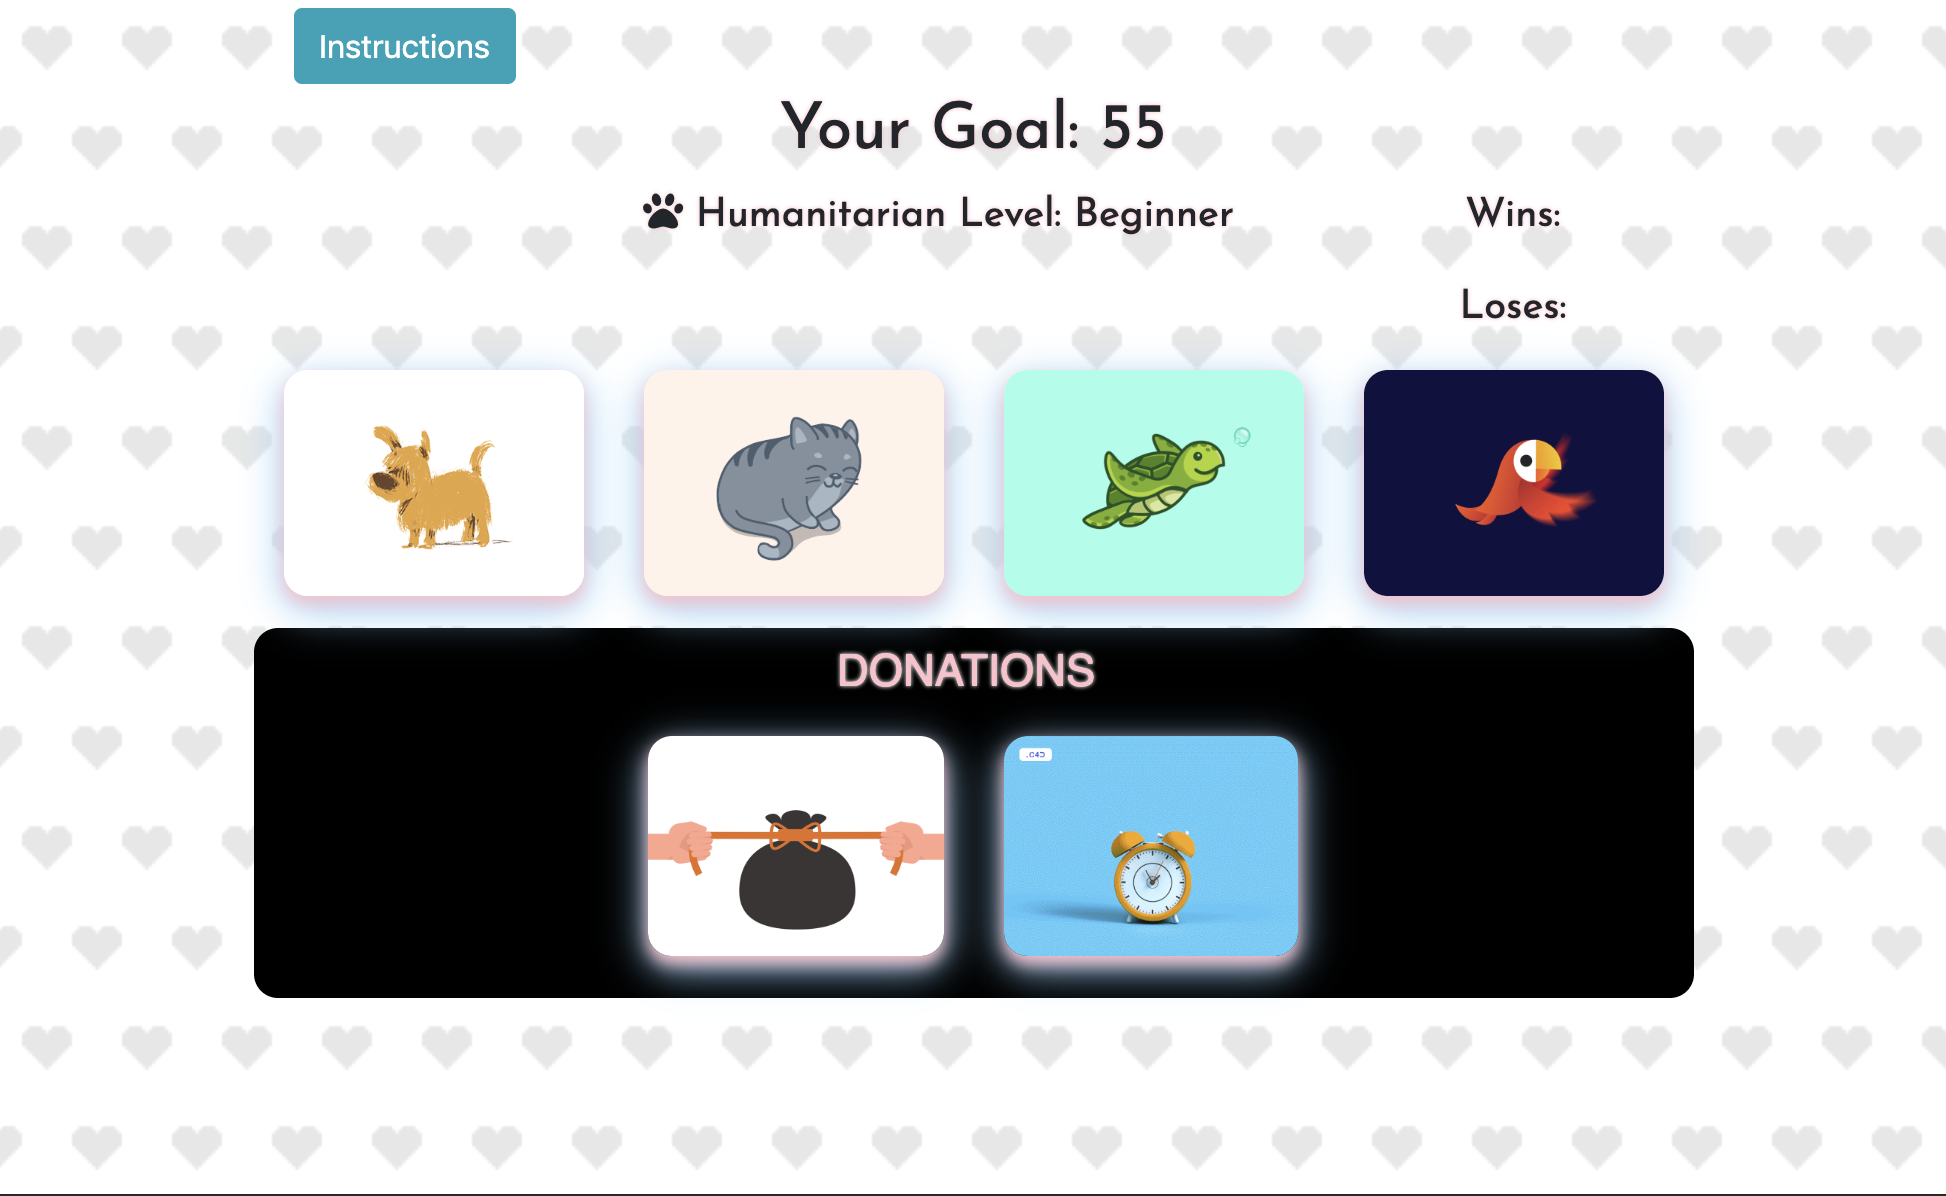 Instructions
Your Goal: 55
Humanitarian Level: Beginner
Wins:
Loses:
DONATIONS